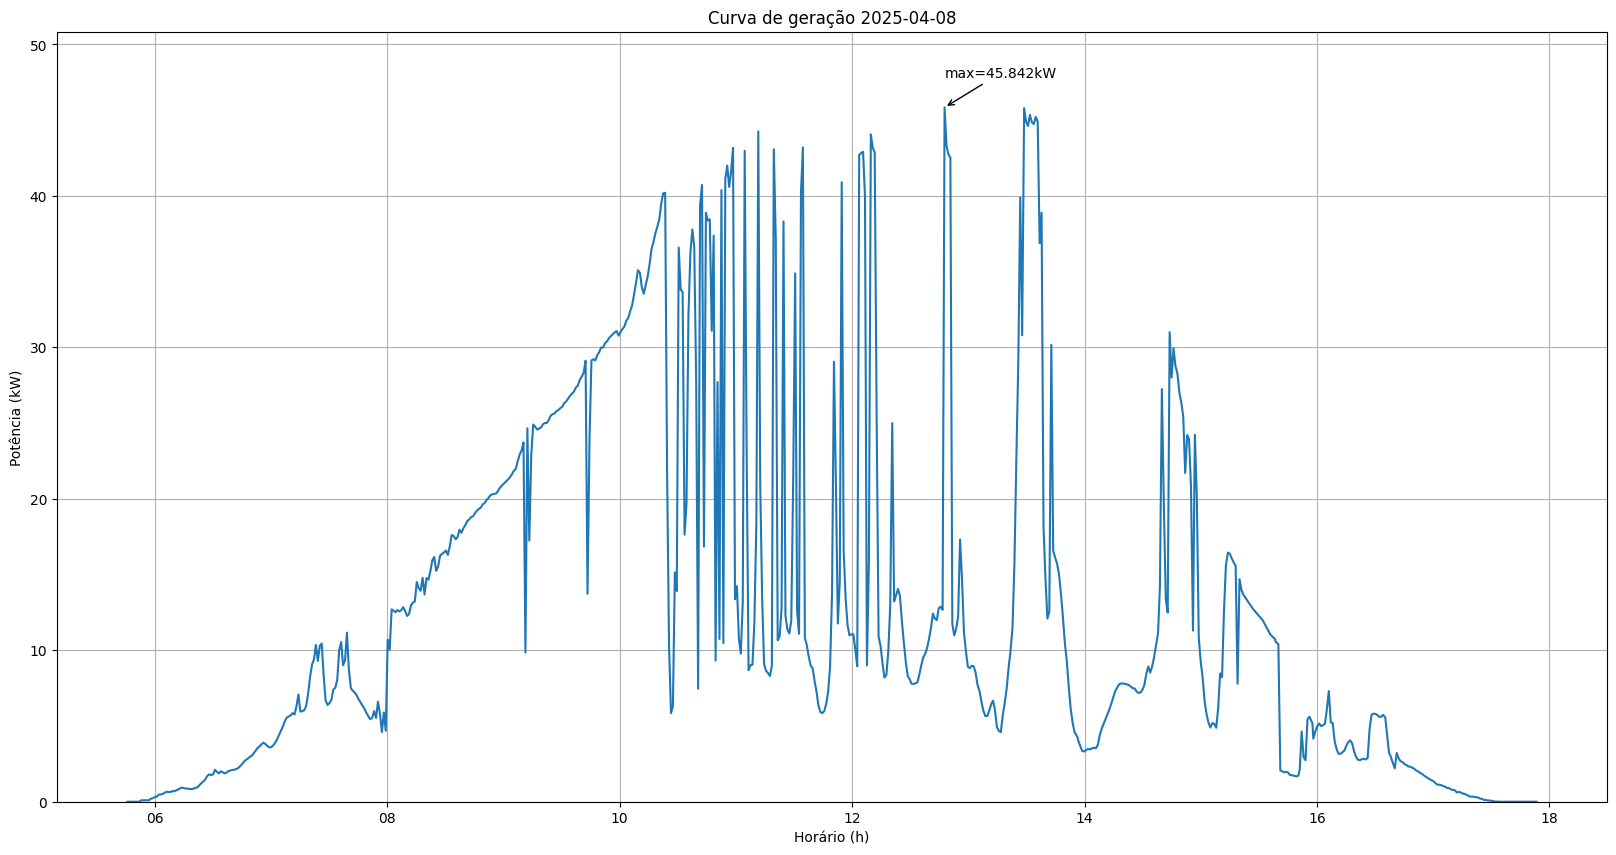 Curva de geração 2025-04-08
max=45.842kW
Potência (kW)
50
40
30
20
10
0
06 08 10 12 14 16 18
Horário (h)